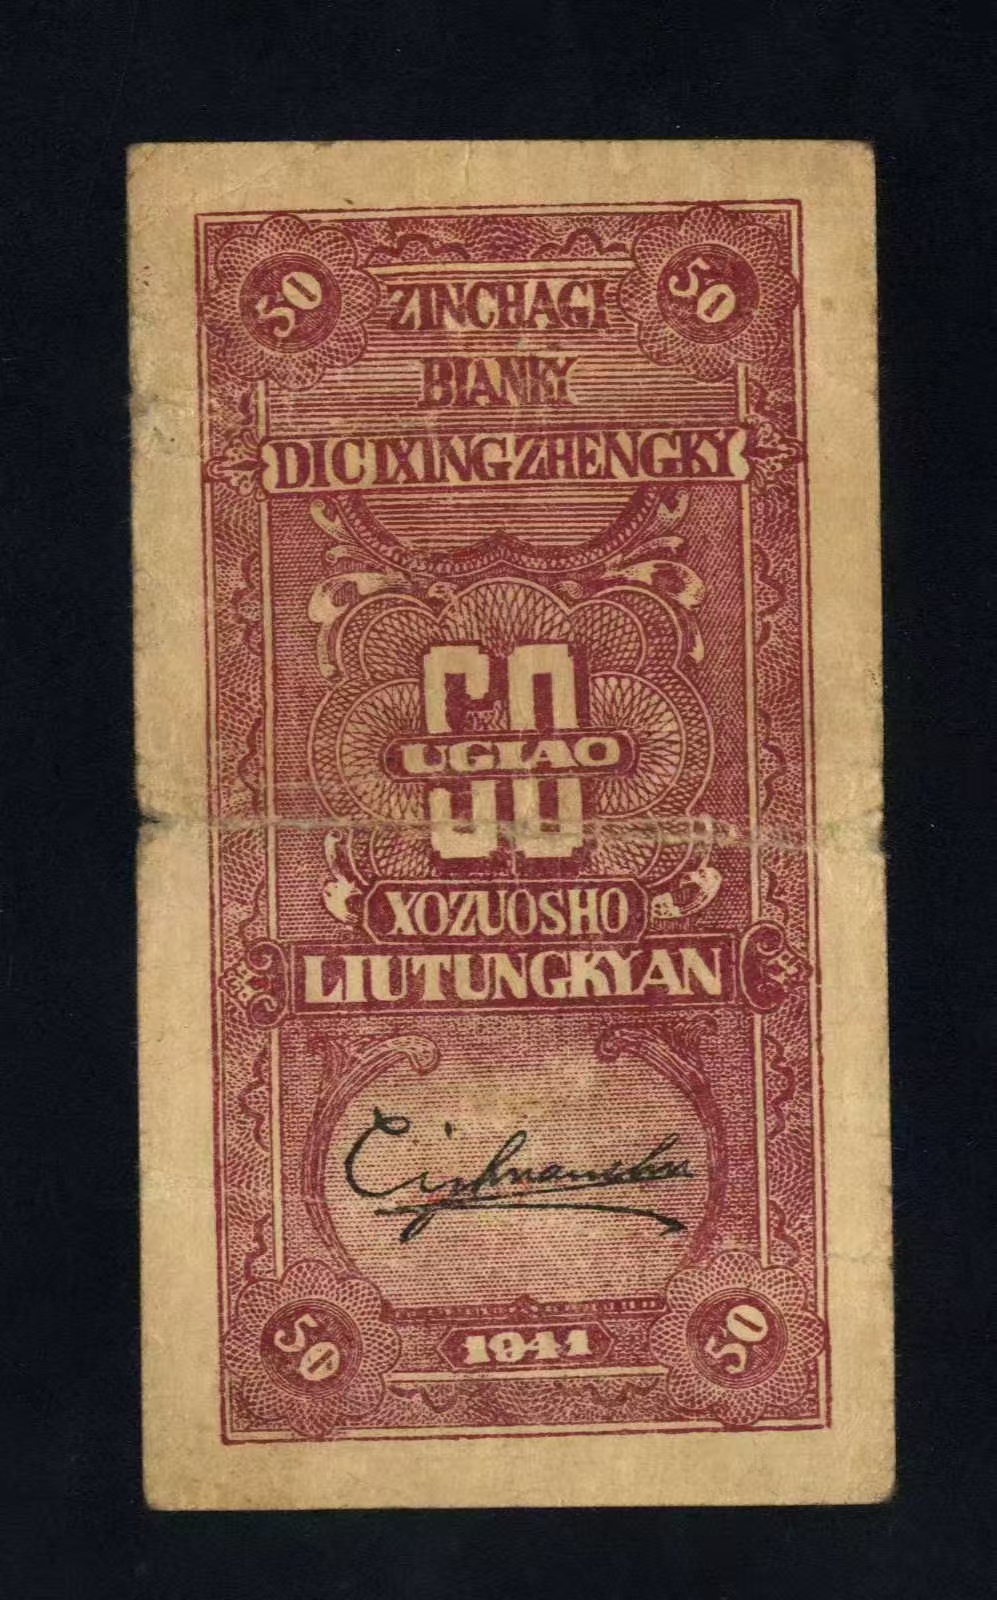 50 50
ZINCHAGI
BIANKY
DICIXINGZHENGKY
50
UGIAO
XOZUOSHO
LIUTUNGKYAN
50 1941 50